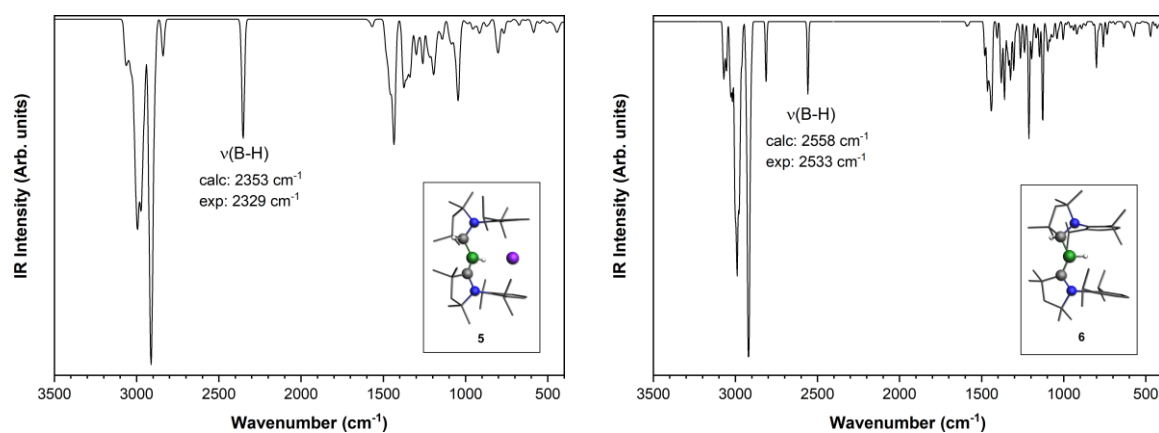 IR Intensity (Arb. units)
ν(B-H)
calc: 2353 cm⁻¹
exp: 2329 cm⁻¹
5
3500 3000 2500 2000 1500 1000 500
Wavenumber (cm⁻¹)
IR Intensity (Arb. units)
ν(B-H)
calc: 2558 cm⁻¹
exp: 2533 cm⁻¹
6
3500 3000 2500 2000 1500 1000 500
Wavenumber (cm⁻¹)